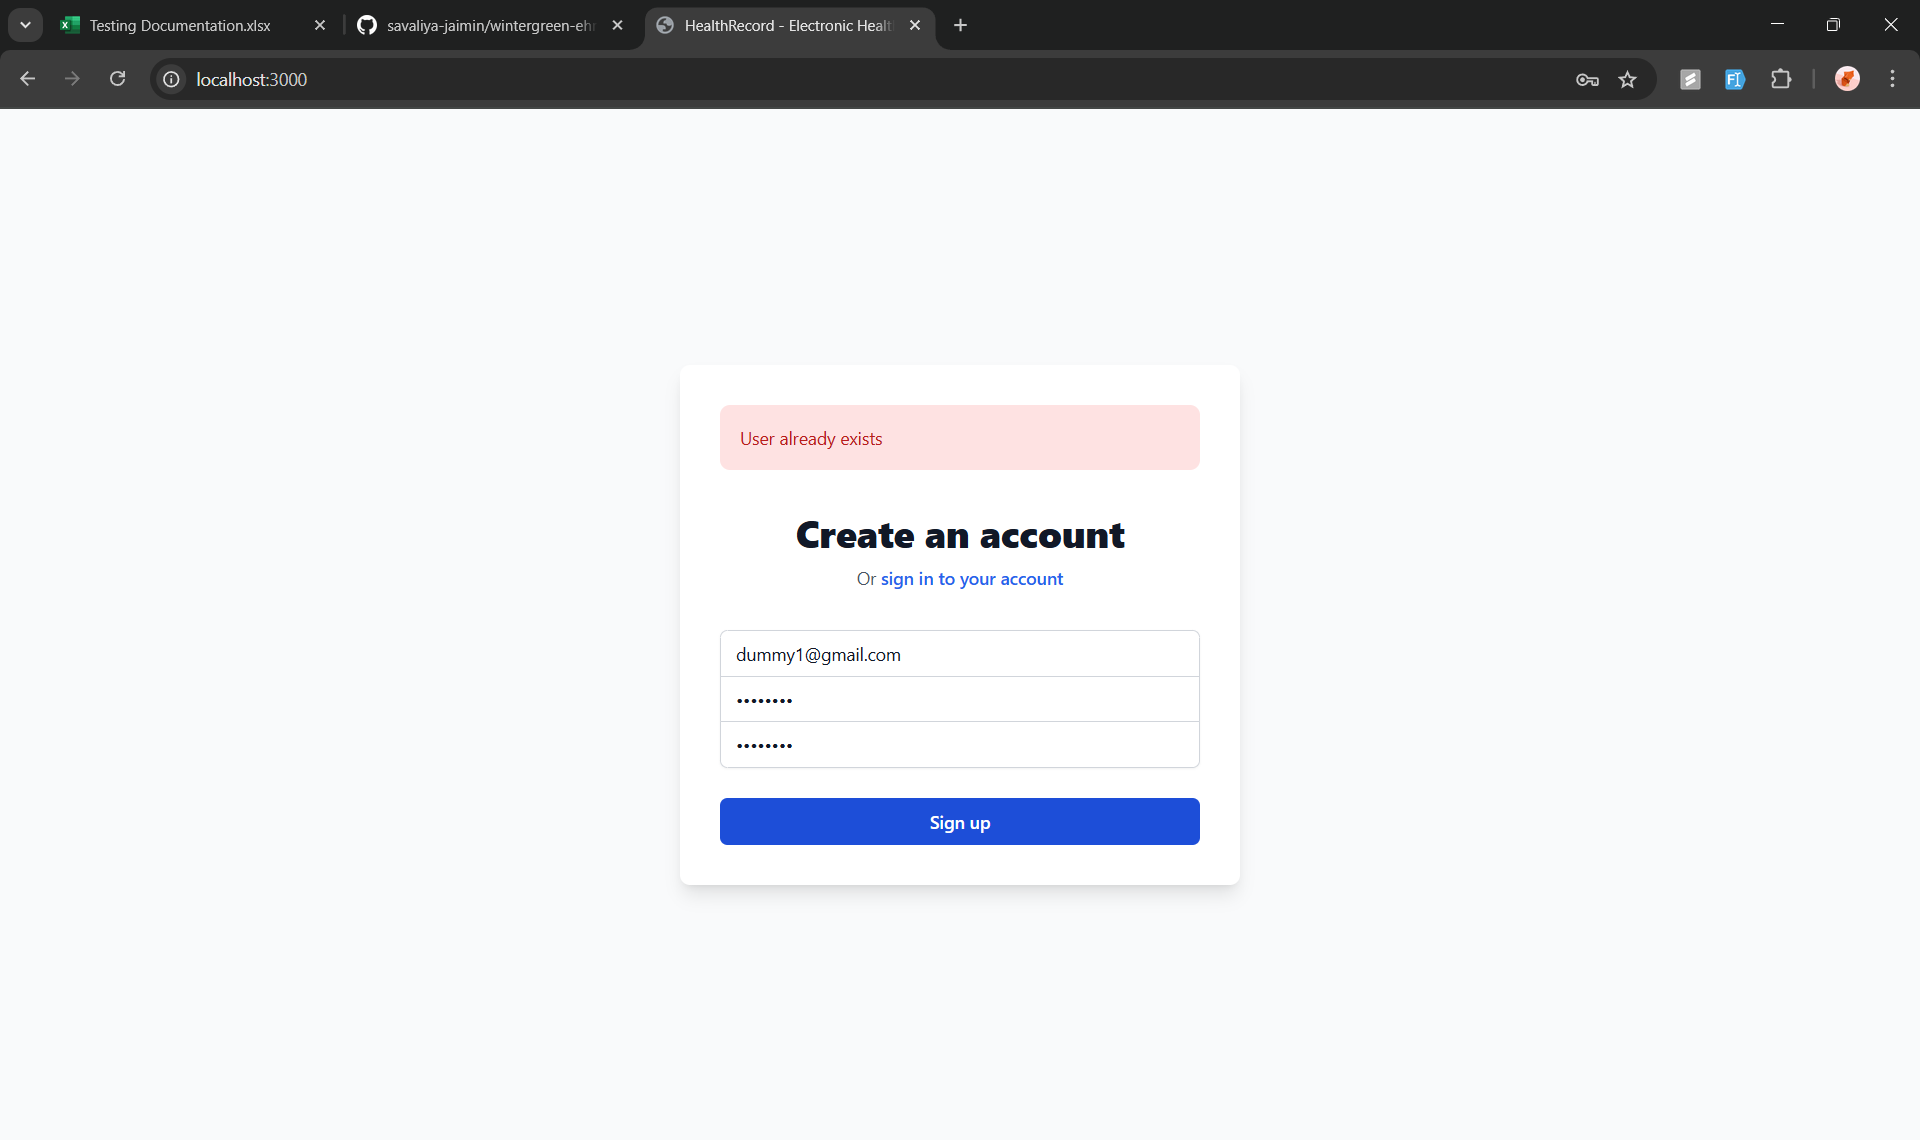 Testing Documentation.xlsx
savaliya-jaimin/wintergreen-ehr
HealthRecord - Electronic Healt
localhost:3000
User already exists
Create an account
Or sign in to your account
dummy1@gmail.com
••••••••
••••••••
Sign up